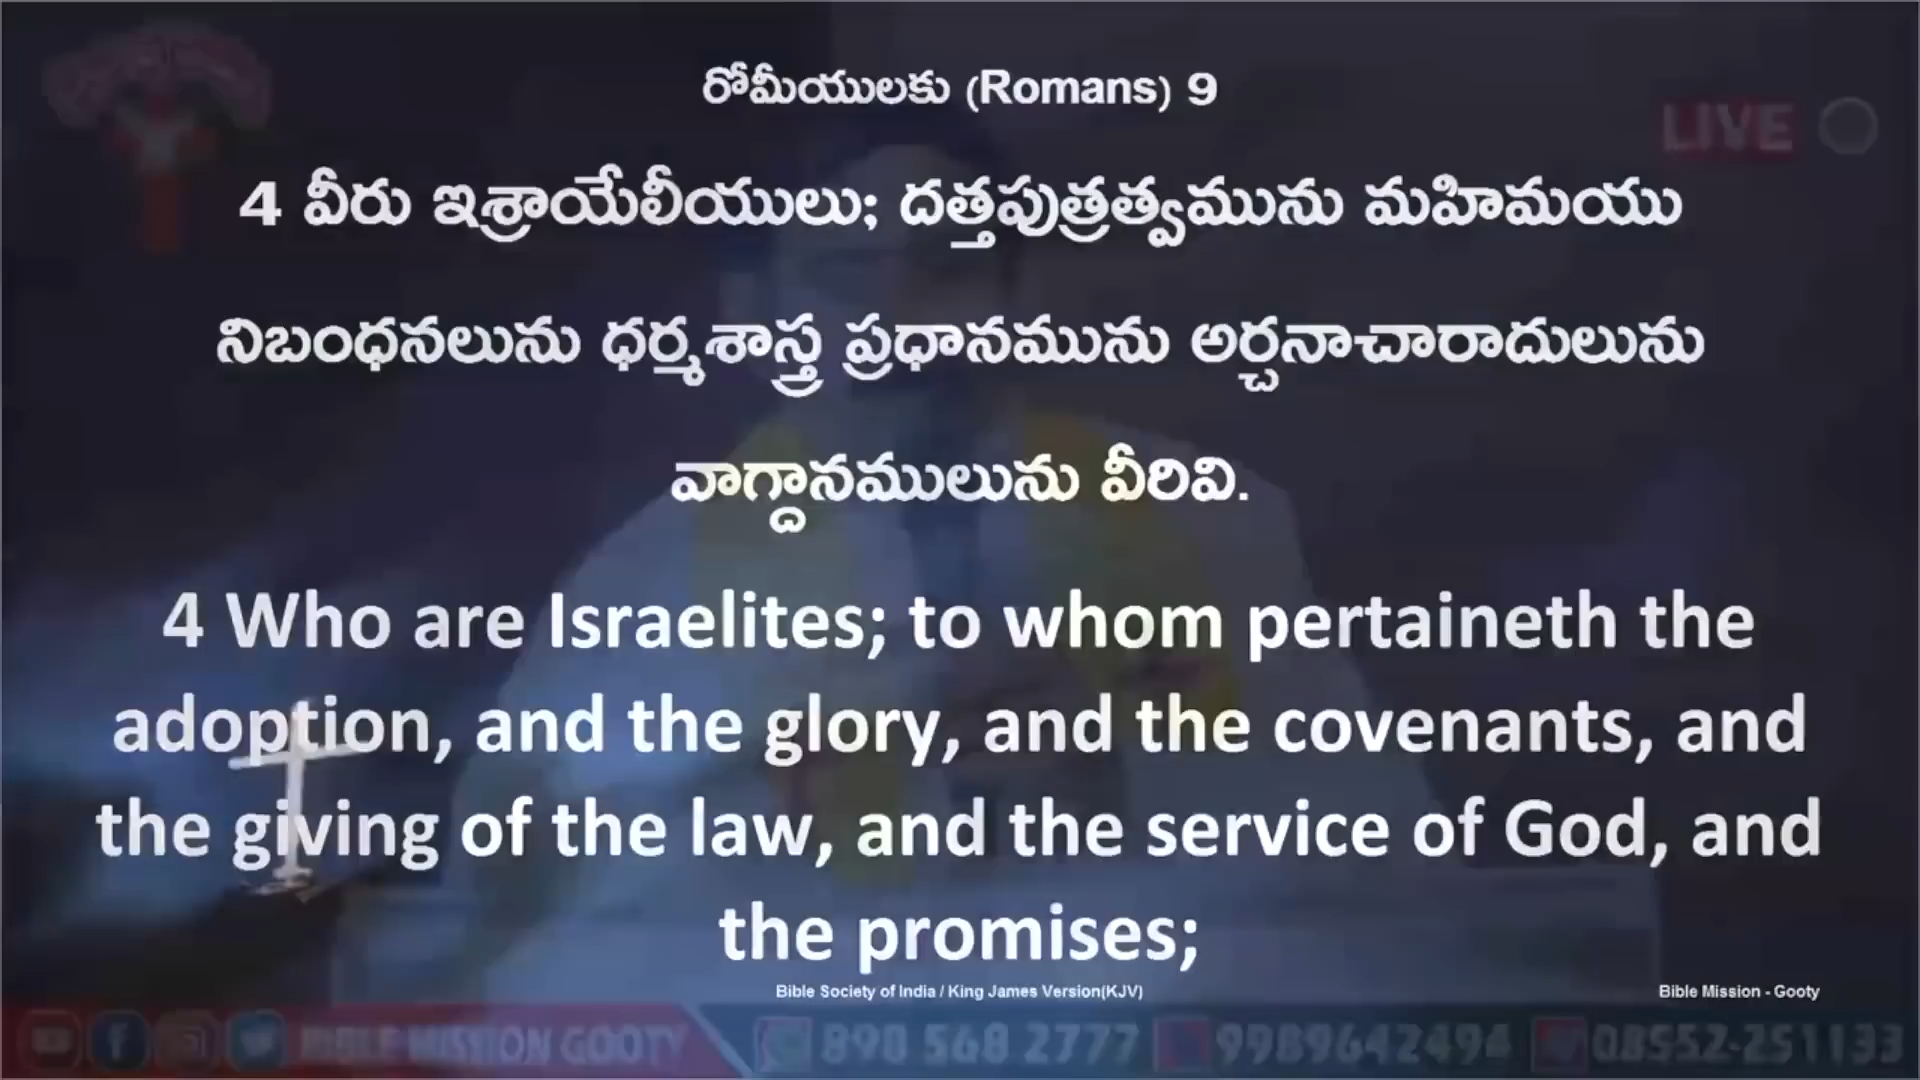 రోమీయులకు (Romans) 9
LIVE
4 వీరు ఇశ్రాయేలీయులు; దత్తపుత్రత్వమును మహిమయు
నిబంధనలును ధర్మశాస్త్ర ప్రధానమును అర్చనాచారాదులును
వాగ్దానములును వీరివి.
4 Who are Israelites; to whom pertaineth the
adoption, and the glory, and the covenants, and
the giving of the law, and the service of God, and
the promises;
Bible Society of India / King James Version(KJV)
Bible Mission - Gooty
BIBLE MISSION GOOTY 898 568 2777 9989642494 08552-251133